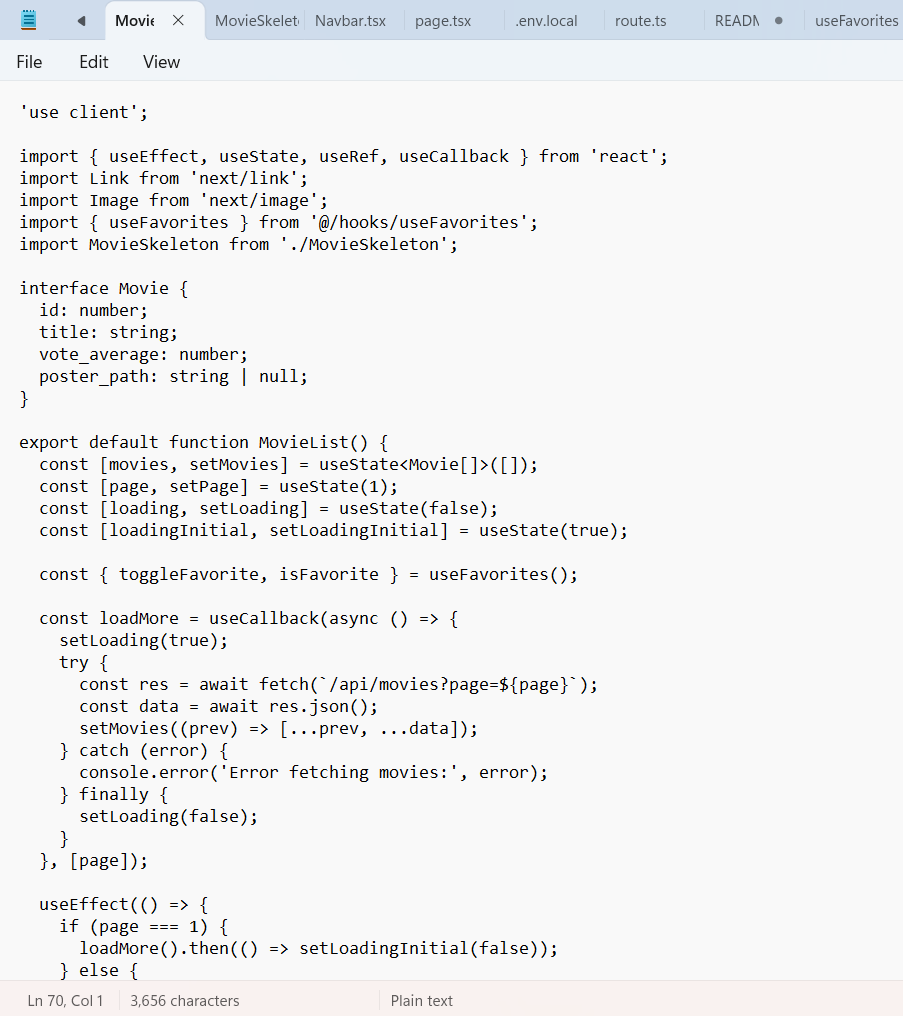 Movie
MovieSkelet
Navbar.tsx
page.tsx
.env.local
route.ts
READM
useFavorites
File
Edit
View
'use client';
import { useEffect, useState, useRef, useCallback } from 'react';
import Link from 'next/link';
import Image from 'next/image';
import { useFavorites } from '@/hooks/useFavorites';
import MovieSkeleton from './MovieSkeleton';
interface Movie {
  id: number;
  title: string;
  vote_average: number;
  poster_path: string | null;
}
export default function MovieList() {
  const [movies, setMovies] = useState<Movie[]>([]);
  const [page, setPage] = useState(1);
  const [loading, setLoading] = useState(false);
  const [loadingInitial, setLoadingInitial] = useState(true);
  const { toggleFavorite, isFavorite } = useFavorites();
  const loadMore = useCallback(async () => {
    setLoading(true);
    try {
      const res = await fetch(`/api/movies?page=${page}`);
      const data = await res.json();
      setMovies((prev) => [...prev, ...data]);
    } catch (error) {
      console.error('Error fetching movies:', error);
    } finally {
      setLoading(false);
    }
  }, [page]);
  useEffect(() => {
    if (page === 1) {
      loadMore().then(() => setLoadingInitial(false));
    } else {
Ln 70, Col 1
3,656 characters
Plain text